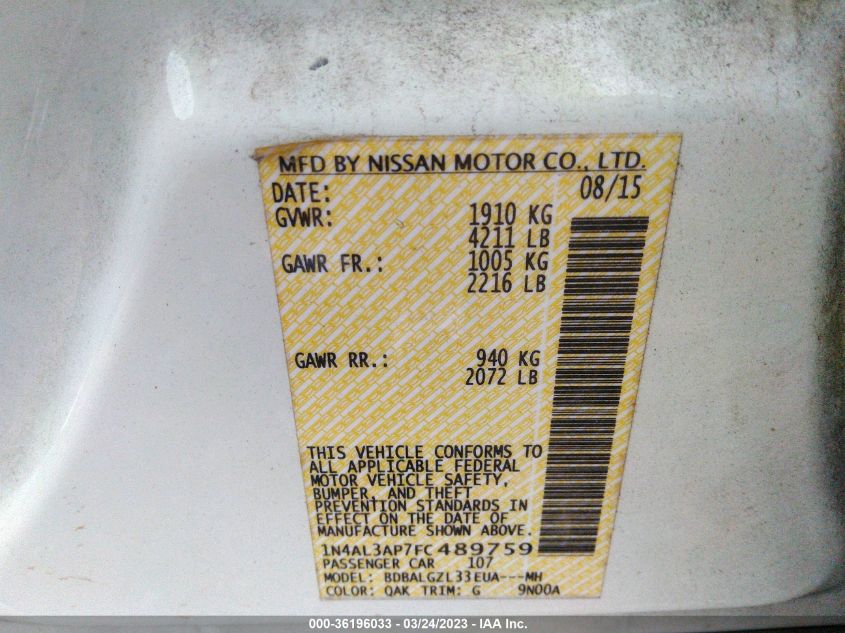 MFD BY NISSAN MOTOR CO., LTD.
DATE: 08/15
GVWR: 1910 KG
4211 LB
GAWR FR.: 1005 KG
2216 LB
GAWR RR.: 940 KG
2072 LB
THIS VEHICLE CONFORMS TO
ALL APPLICABLE FEDERAL
MOTOR VEHICLE SAFETY,
BUMPER, AND THEFT
PREVENTION STANDARDS IN
EFFECT ON THE DATE OF
MANUFACTURE SHOWN ABOVE.
1N4AL3AP7FC489759
PASSENGER CAR 107
MODEL: BDBALGZL33EUA---MH
COLOR: QAK TRIM: G 9N00A
000-36196033 - 03/24/2023 - IAA Inc.